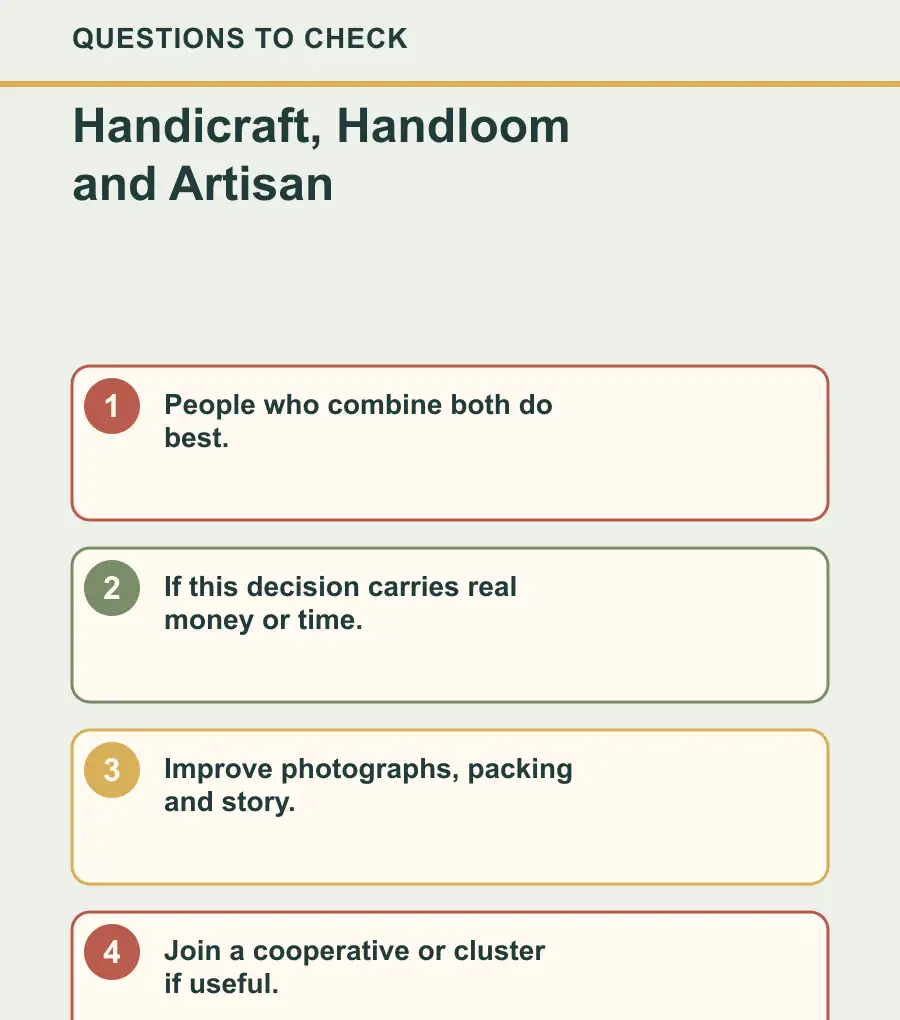 QUESTIONS TO CHECK
Handicraft, Handloom
and Artisan
1
People who combine both do
best.
2
If this decision carries real
money or time.
3
Improve photographs, packing
and story.
4
Join a cooperative or cluster
if useful.